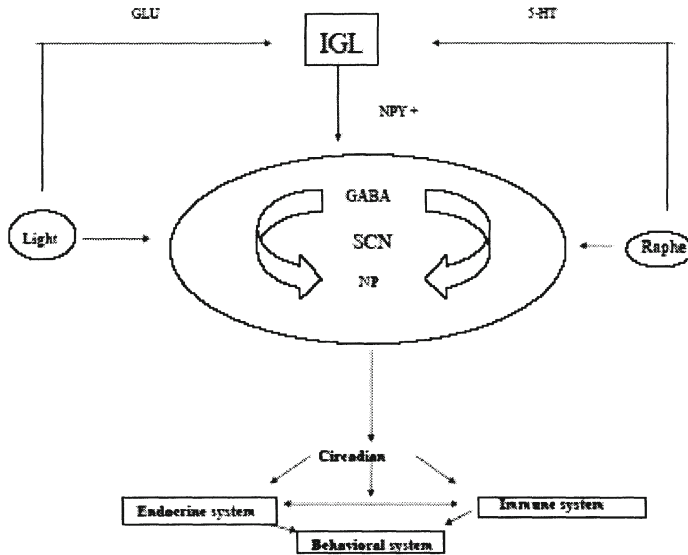 GLU
5-HT
IGL
NPY +
GABA
Light
SCN
Raphe
NP
Circadian
Endocrine system
Immune system
Behavioral system